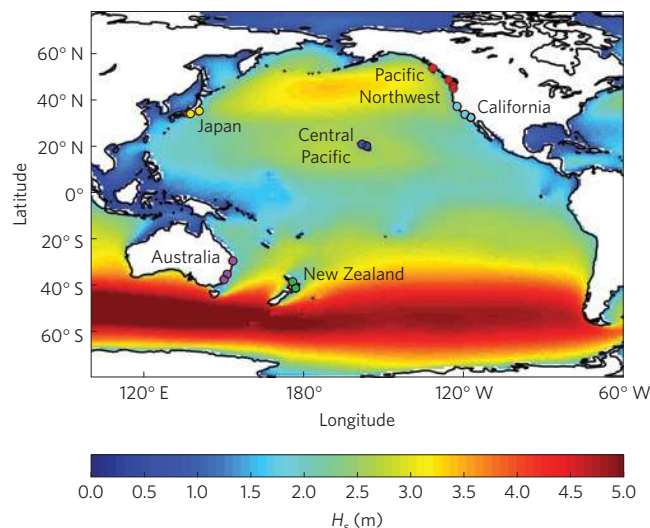 60° N
40° N
20° N
0°
20° S
40° S
60° S
Latitude
Pacific
Northwest
California
Japan
Central
Pacific
Australia
New Zealand
120° E
180°
120° W
60° W
Longitude
0.0 0.5 1.0 1.5 2.0 2.5 3.0 3.5 4.0 4.5 5.0
Hs (m)